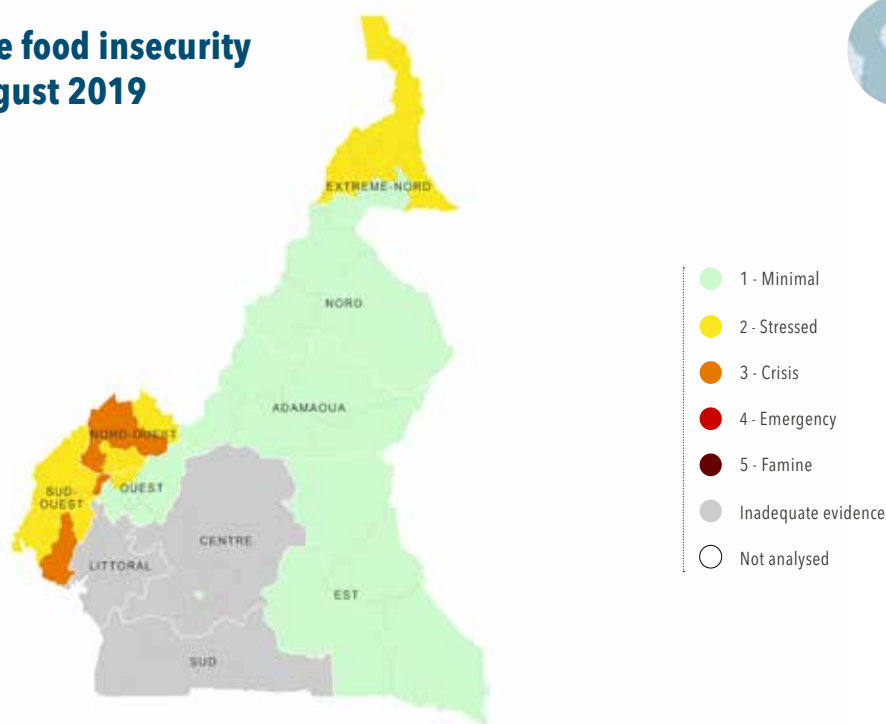 e food insecurity
gust 2019
EXTREME-NORD
NORD
ADAMAOUA
NORD-OUEST
OUEST
SUD-
OUEST
CENTRE
LITTORAL
EST
SUD
1 - Minimal
2 - Stressed
3 - Crisis
4 - Emergency
5 - Famine
Inadequate evidence
Not analysed